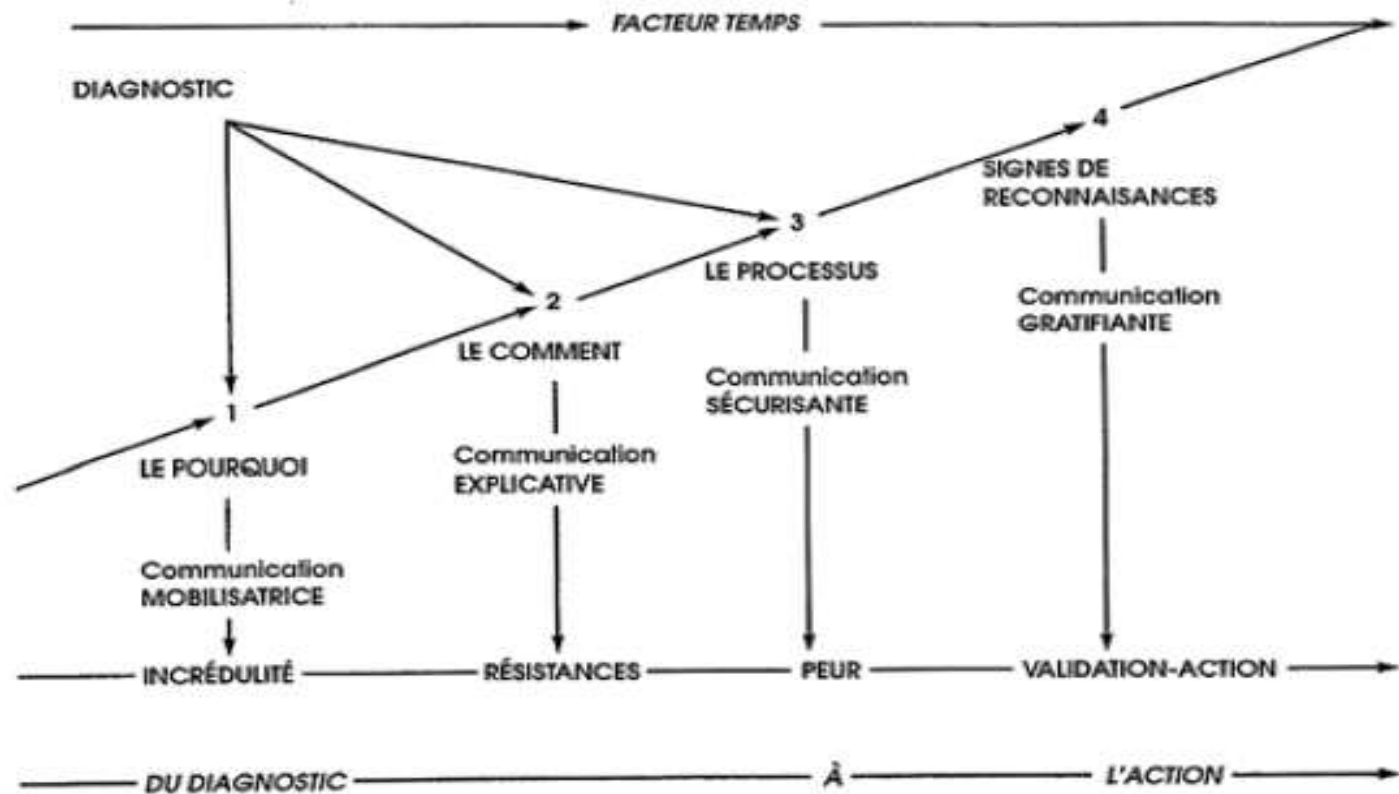 FACTEUR TEMPS
DIAGNOSTIC
4
SIGNES DE
RECONNAISANCES
3
LE PROCESSUS
Communication
GRATIFIANTE
2
LE COMMENT
Communication
SÉCURISANTE
1
LE POURQUOI
Communication
EXPLICATIVE
Communication
MOBILISATRICE
INCRÉDULITÉ RÉSISTANCES PEUR VALIDATION-ACTION
DU DIAGNOSTIC À L'ACTION